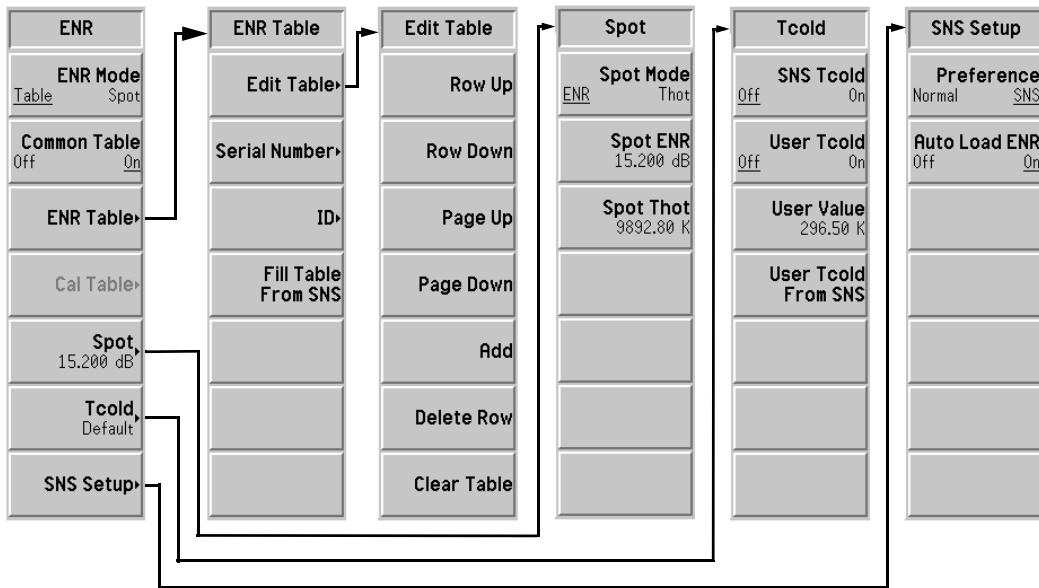 ENR
ENR Mode
Table Spot
Common Table
Off On
ENR Table
Cal Table
Spot
15.200 dB
Tcold
Default
SNS Setup
ENR Table
Edit Table
Serial Number
ID
Fill Table
From SNS
Edit Table
Row Up
Row Down
Page Up
Page Down
Add
Delete Row
Clear Table
Spot
Spot Mode
ENR Thot
Spot ENR
15.200 dB
Spot Thot
9892.80 K
Tcold
SNS Tcold
Off On
User Tcold
Off On
User Value
296.50 K
User Tcold
From SNS
SNS Setup
Preference
Normal SNS
Auto Load ENR
Off On